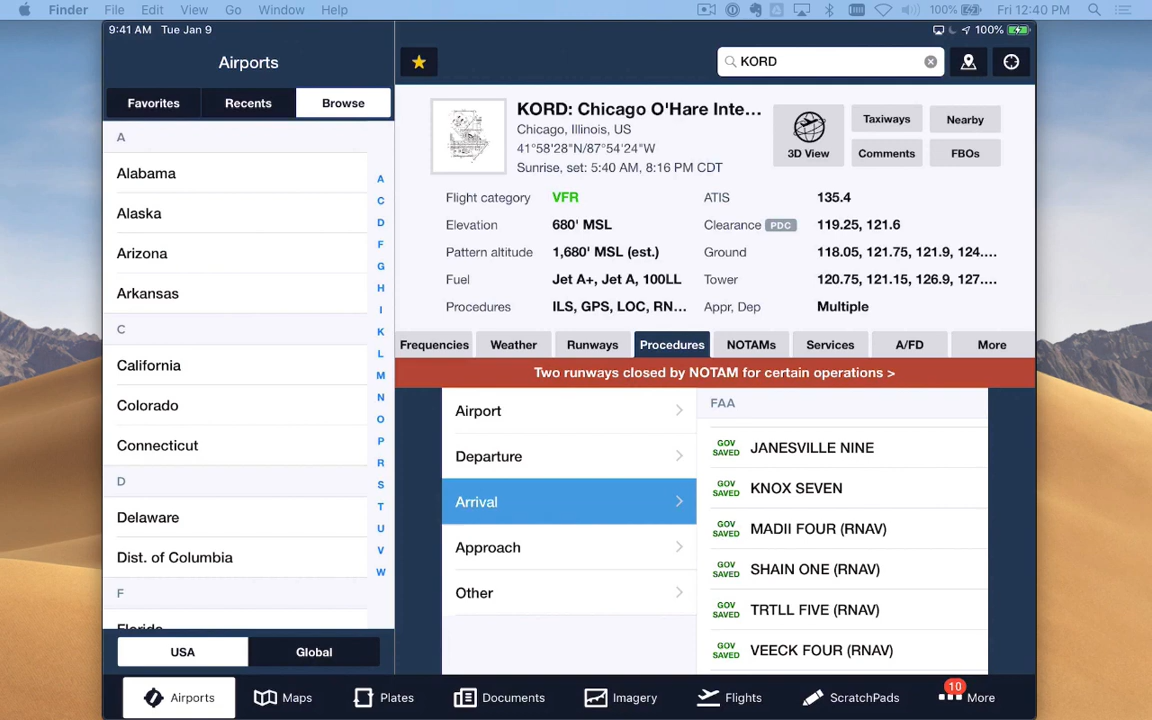 Finder File Edit View Go Window Help 100% Fri 12:40 PM
9:41 AM Tue Jan 9 100%
Airports
KORD
Favorites Recents Browse
KORD: Chicago O'Hare Inte...
Chicago, Illinois, US
41°58'28"N/87°54'24"W
Sunrise, set: 5:40 AM, 8:16 PM CDT
3D View
Taxiways
Nearby
Comments
FBOs
Flight category VFR
Elevation 680' MSL
Pattern altitude 1,680' MSL (est.)
Fuel Jet A+, Jet A, 100LL
Procedures ILS, GPS, LOC, RN...
ATIS 135.4
Clearance PDC 119.25, 121.6
Ground 118.05, 121.75, 121.9, 124....
Tower 120.75, 121.15, 126.9, 127....
Appr, Dep Multiple
Frequencies Weather Runways Procedures NOTAMs Services A/FD More
Two runways closed by NOTAM for certain operations >
A
Alabama
Alaska
Arizona
Arkansas
C
California
Colorado
Connecticut
D
Delaware
Dist. of Columbia
F
Florida
A
C
D
F
G
H
I
K
L
M
N
O
P
R
S
T
U
V
W
USA Global
Airport
Departure
Arrival
Approach
Other
FAA
GOV SAVED JANESVILLE NINE
GOV SAVED KNOX SEVEN
GOV SAVED MADII FOUR (RNAV)
GOV SAVED SHAIN ONE (RNAV)
GOV SAVED TRTLL FIVE (RNAV)
GOV SAVED VEECK FOUR (RNAV)
Airports Maps Plates Documents Imagery Flights ScratchPads 10 More